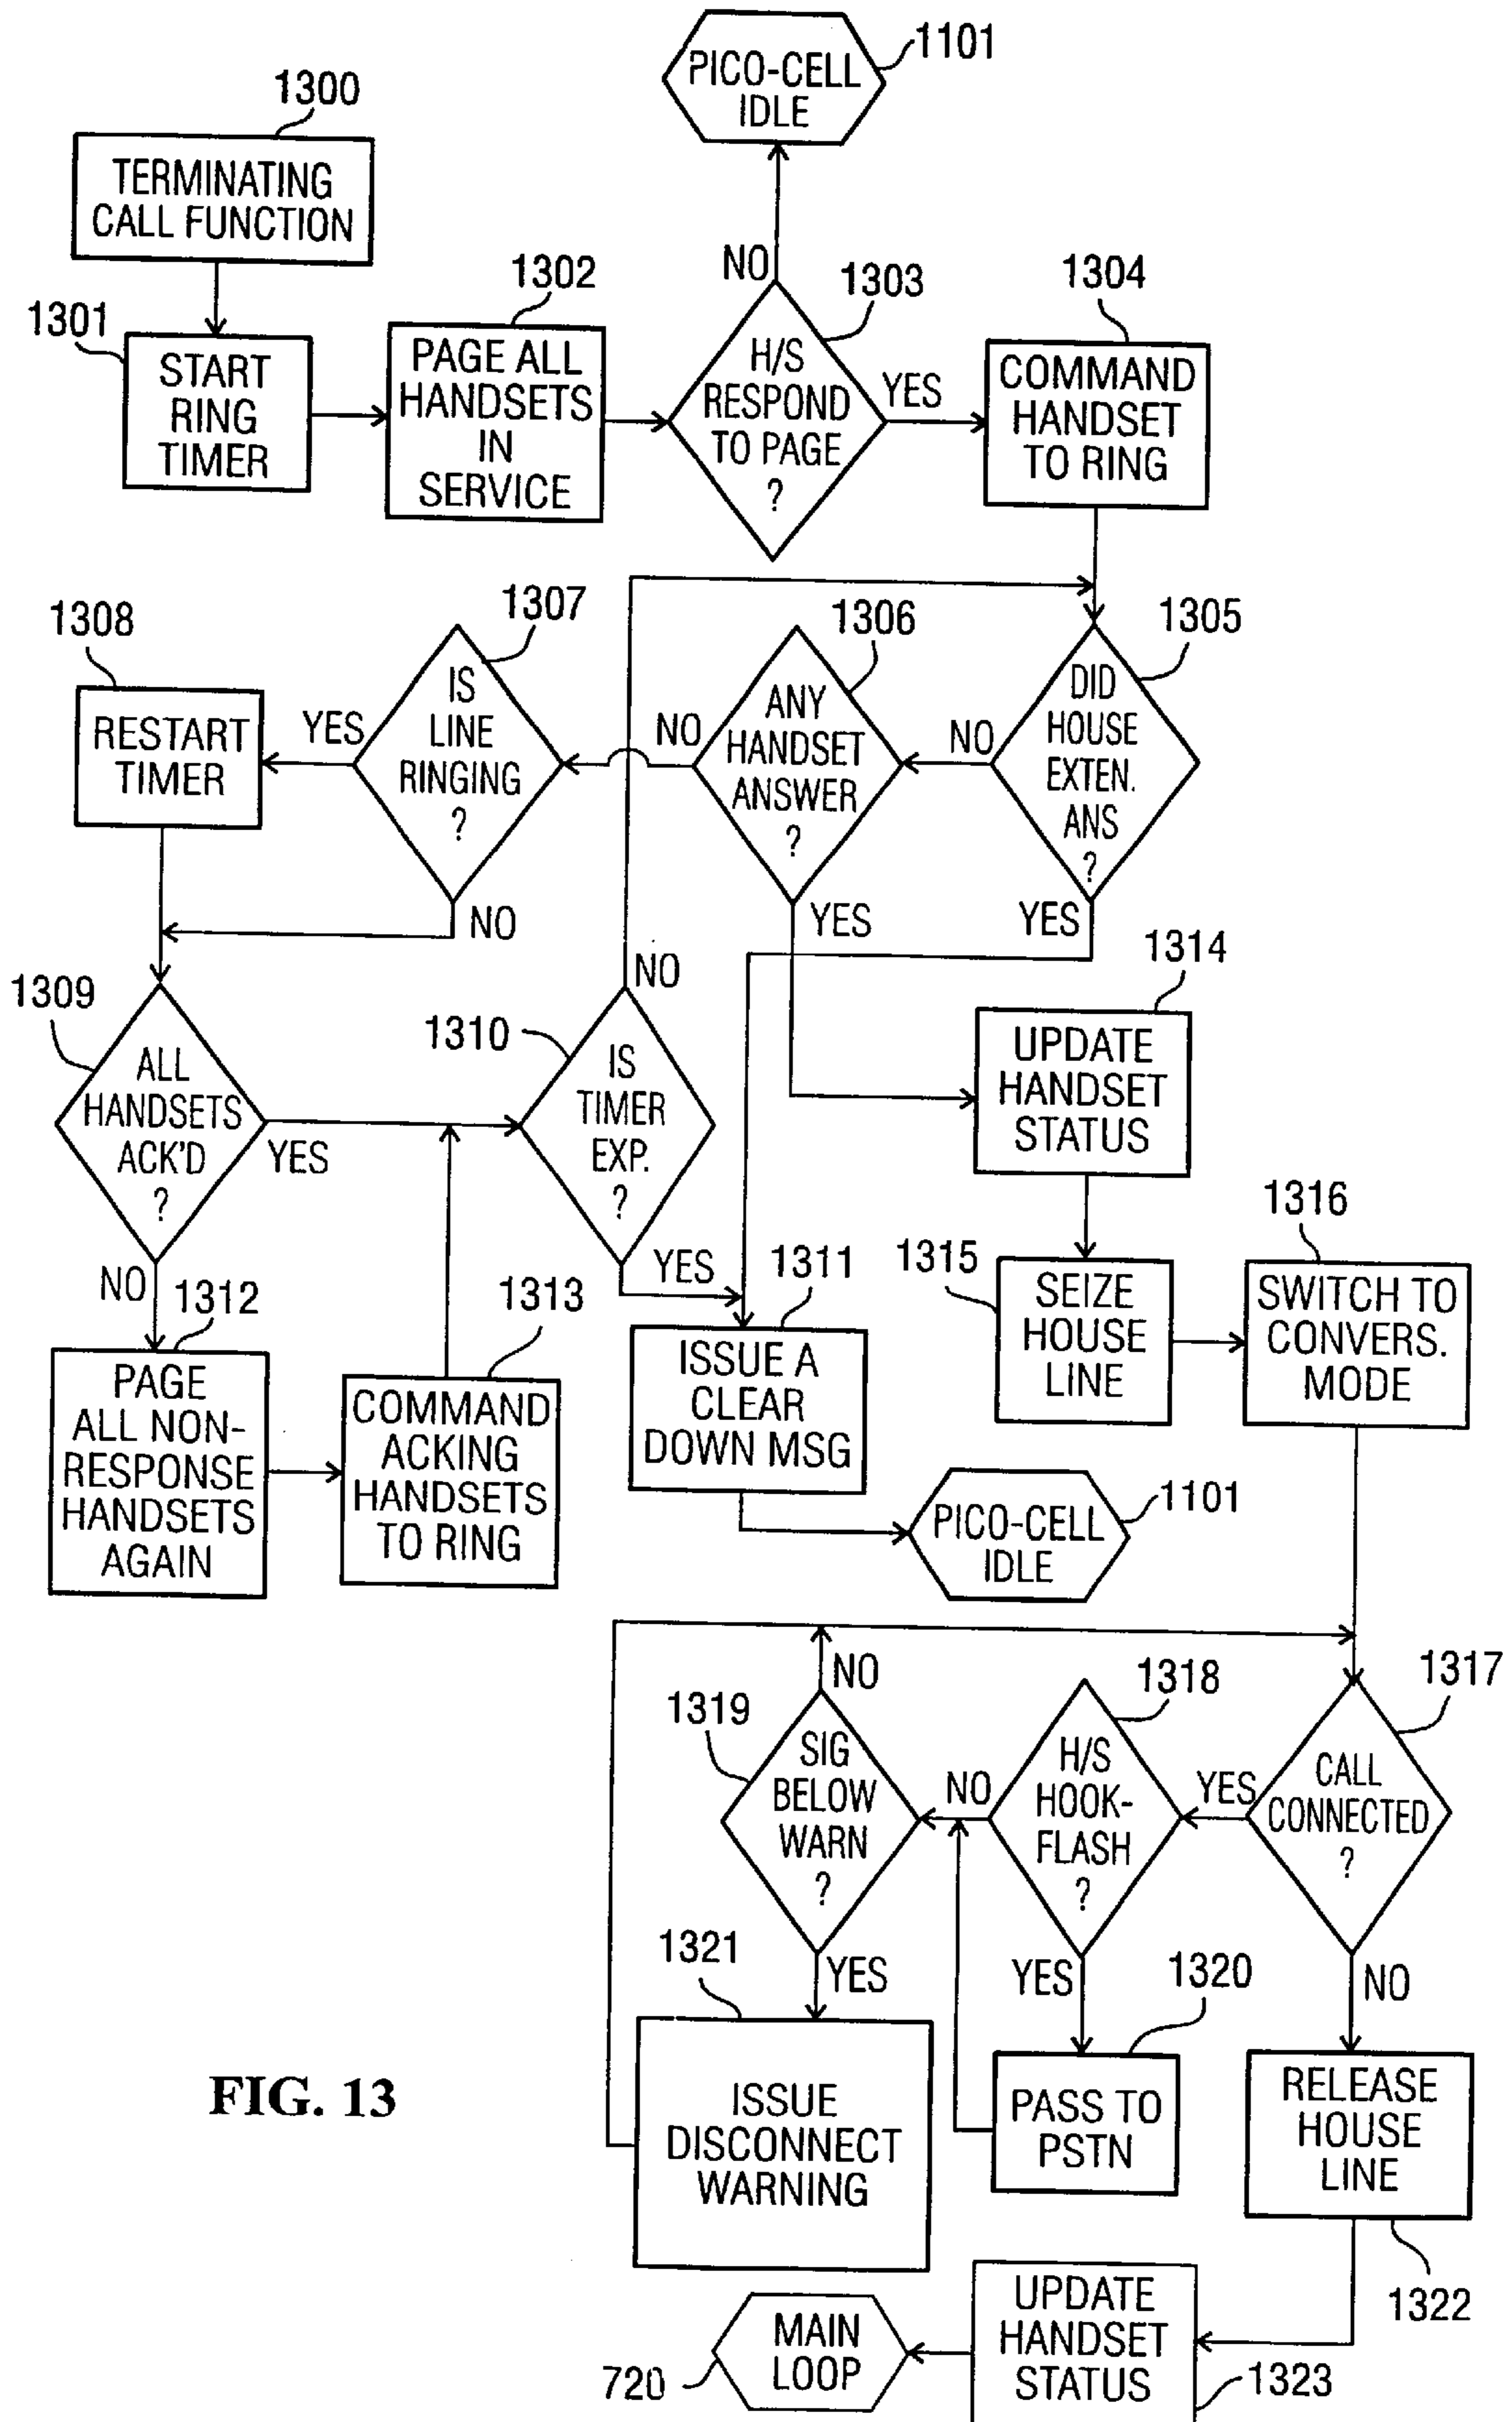 1101
PICO-CELL
IDLE
1300
TERMINATING
CALL FUNCTION
NO
1301
START
RING
TIMER
1302
PAGE ALL
HANDSETS
IN
SERVICE
1303
H/S
RESPOND
TO PAGE
?
YES
1304
COMMAND
HANDSET
TO RING
1308
RESTART
TIMER
YES
1307
IS
LINE
RINGING
?
NO
NO
1306
ANY
HANDSET
ANSWER
?
YES
NO
1305
DID
HOUSE
EXTEN.
ANS
?
YES
1309
ALL
HANDSETS
ACK'D
?
YES
NO
1310
IS
TIMER
EXP.
?
NO
YES
1314
UPDATE
HANDSET
STATUS
1312
PAGE
ALL NON-
RESPONSE
HANDSETS
AGAIN
1313
COMMAND
ACKING
HANDSETS
TO RING
1311
ISSUE A
CLEAR
DOWN MSG
1315
SEIZE
HOUSE
LINE
1316
SWITCH TO
CONVERS.
MODE
PICO-CELL
IDLE
1101
NO
1319
SIG
BELOW
WARN
?
YES
NO
1318
H/S
HOOK-
FLASH
?
YES
YES
1317
CALL
CONNECTED
?
NO
1321
ISSUE
DISCONNECT
WARNING
1320
PASS TO
PSTN
RELEASE
HOUSE
LINE
1322
FIG. 13
720
MAIN
LOOP
UPDATE
HANDSET
STATUS
1323